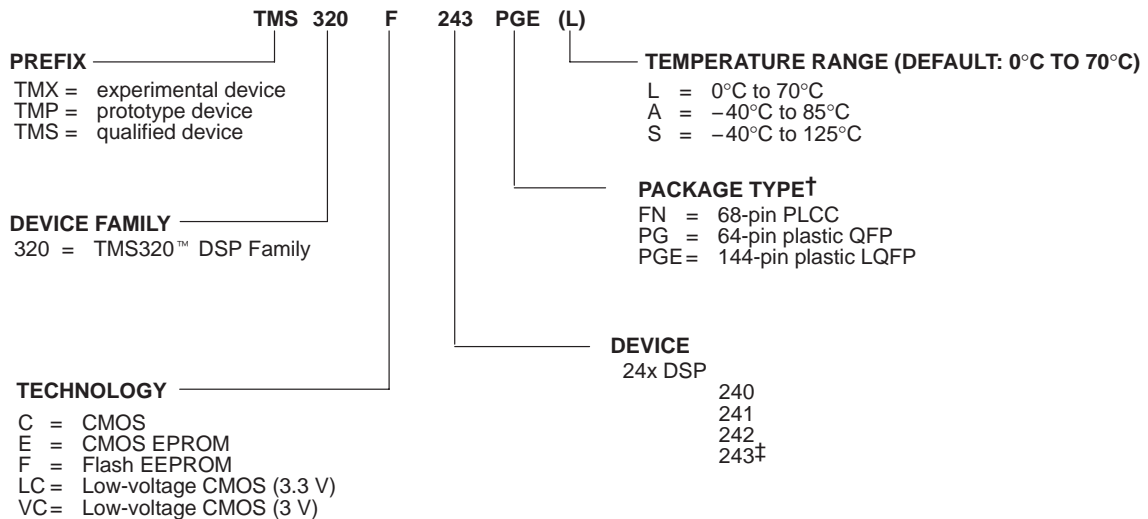 TMS 320 F 243 PGE (L)
PREFIX
TMX = experimental device
TMP = prototype device
TMS = qualified device
TEMPERATURE RANGE (DEFAULT: 0°C TO 70°C)
L = 0°C to 70°C
A = –40°C to 85°C
S = –40°C to 125°C
PACKAGE TYPE†
FN = 68-pin PLCC
PG = 64-pin plastic QFP
PGE = 144-pin plastic LQFP
DEVICE FAMILY
320 = TMS320™ DSP Family
DEVICE
24x DSP
240
241
242
243‡
TECHNOLOGY
C = CMOS
E = CMOS EPROM
F = Flash EEPROM
LC = Low-voltage CMOS (3.3 V)
VC = Low-voltage CMOS (3 V)